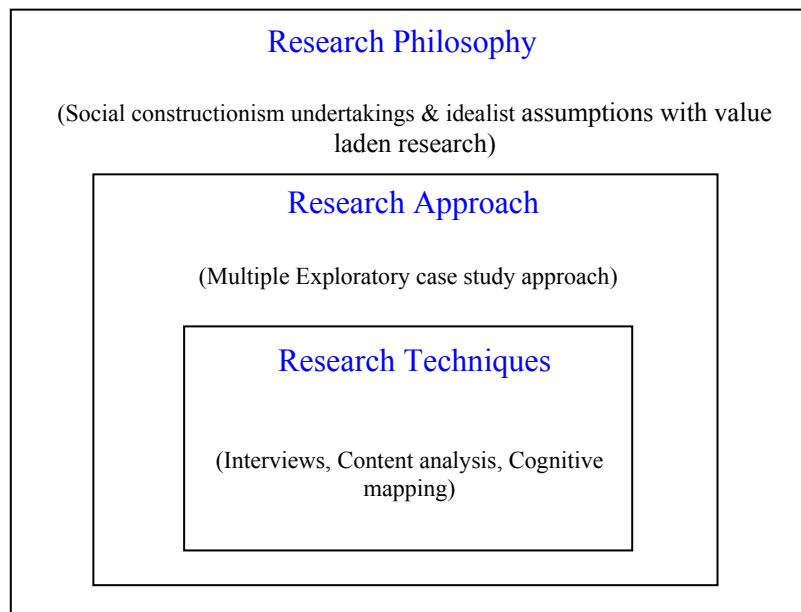 Research Philosophy
(Social constructionism undertakings & idealist assumptions with value
laden research)
Research Approach
(Multiple Exploratory case study approach)
Research Techniques
(Interviews, Content analysis, Cognitive
mapping)